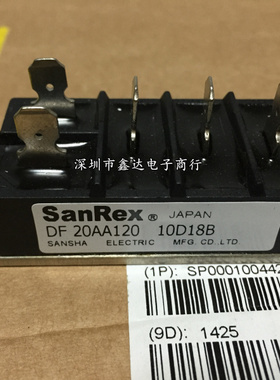 深圳市鑫达电子商行
SanRex® JAPAN
DF 20AA120 10D18B
SANSHA ELECTRIC MFG.CO.,LTD
(1P): SP000100442
(9D): 1425